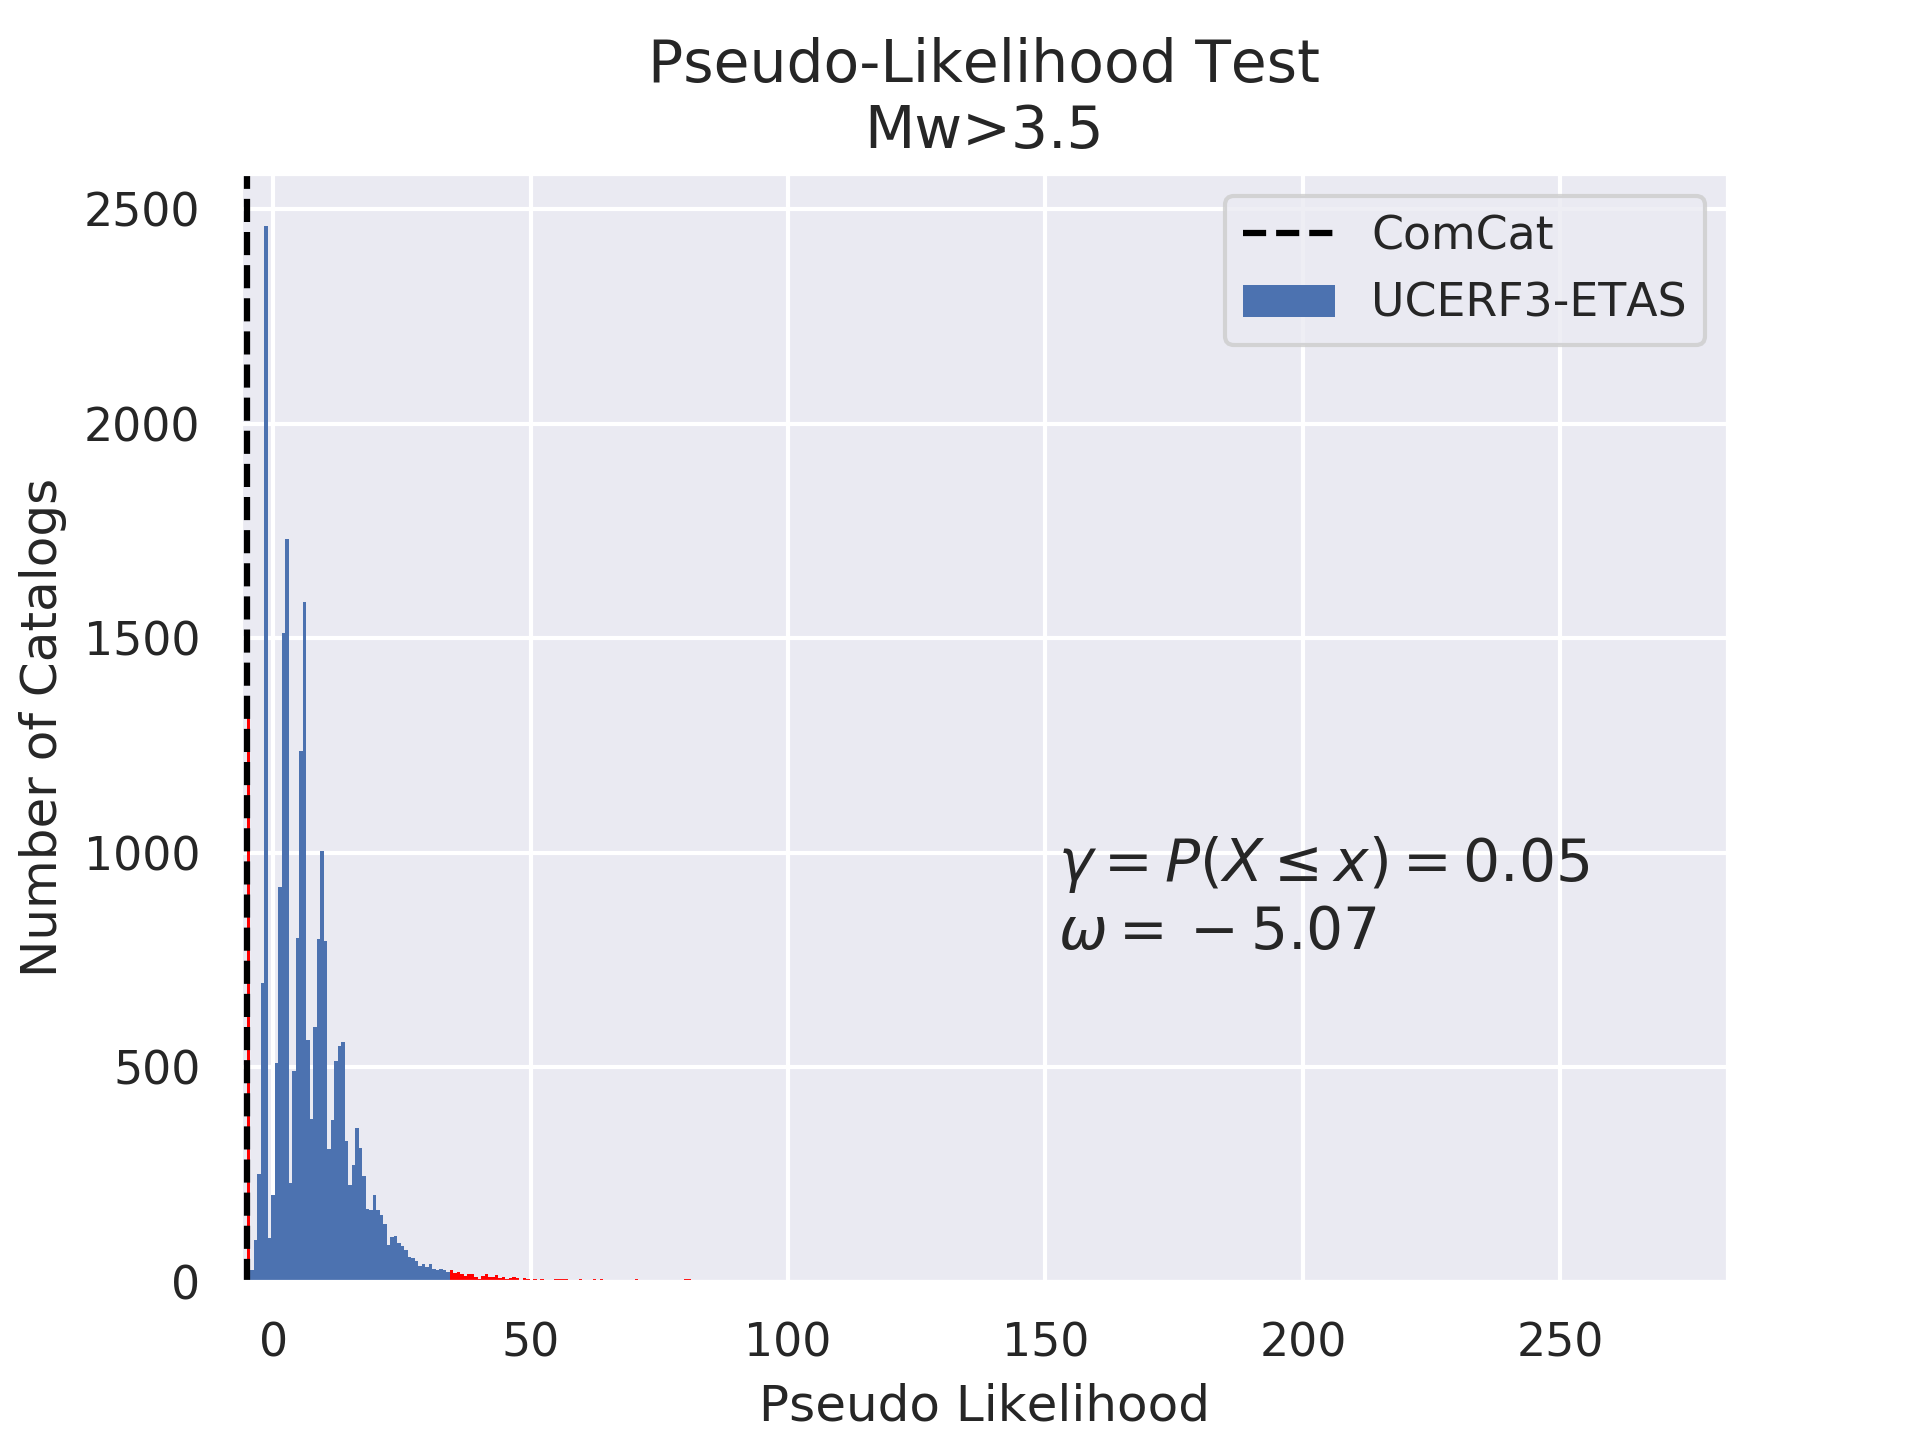 Pseudo-Likelihood Test
Mw>3.5
2500
2000
1500
1000
500
0
Number of Catalogs
ComCat
UCERF3-ETAS
γ = P(X ≤ x) = 0.05
ω = −5.07
0 50 100 150 200 250
Pseudo Likelihood